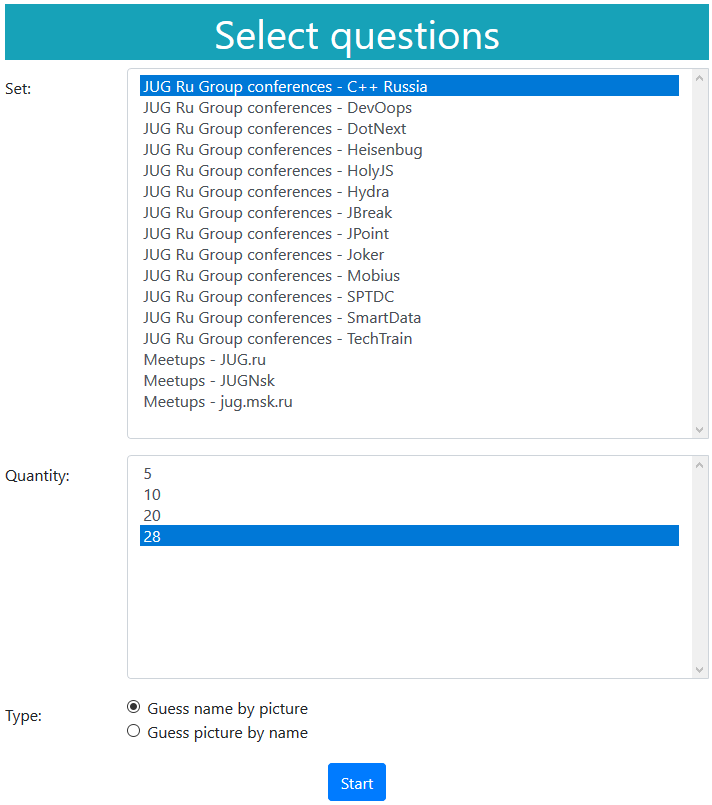 Select questions
Set:
JUG Ru Group conferences - C++ Russia
JUG Ru Group conferences - DevOops
JUG Ru Group conferences - DotNext
JUG Ru Group conferences - Heisenbug
JUG Ru Group conferences - HolyJS
JUG Ru Group conferences - Hydra
JUG Ru Group conferences - JBreak
JUG Ru Group conferences - JPoint
JUG Ru Group conferences - Joker
JUG Ru Group conferences - Mobius
JUG Ru Group conferences - SPTDC
JUG Ru Group conferences - SmartData
JUG Ru Group conferences - TechTrain
Meetups - JUG.ru
Meetups - JUGNsk
Meetups - jug.msk.ru
Quantity:
5
10
20
28
Type:
Guess name by picture
Guess picture by name
Start